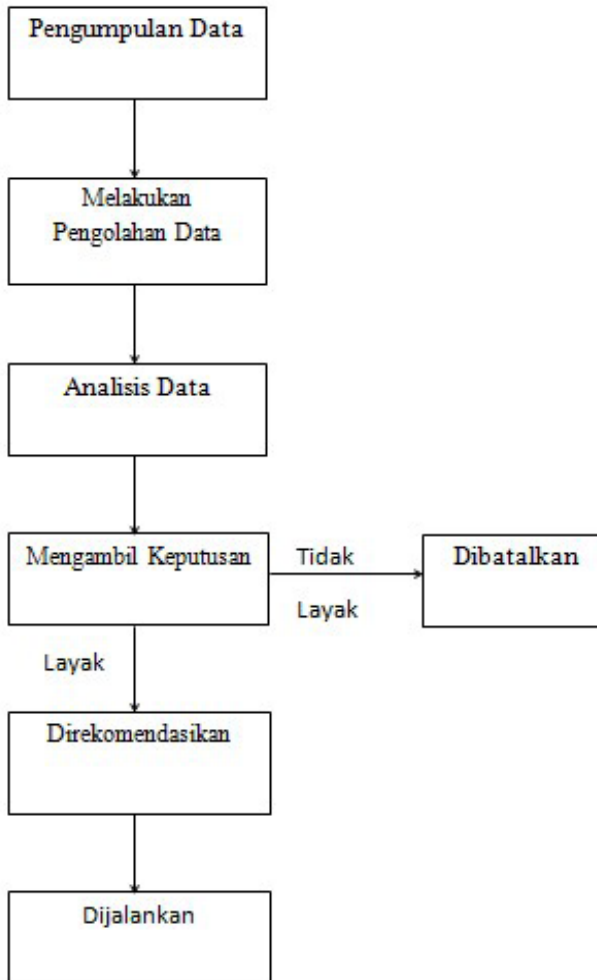 Pengumpulan Data
Melakukan
Pengolahan Data
Analisis Data
Mengambil Keputusan
Tidak
Layak
Dibatalkan
Layak
Direkomendasikan
Dijalankan